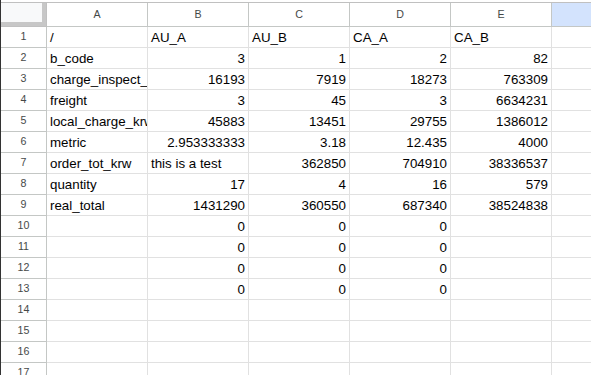 A B C D E
1 / AU_A AU_B CA_A CA_B
2 b_code 3 1 2 82
3 charge_inspect_ 16193 7919 18273 763309
4 freight 3 45 3 6634231
5 local_charge_krw 45883 13451 29755 1386012
6 metric 2.953333333 3.18 12.435 4000
7 order_tot_krw this is a test 362850 704910 38336537
8 quantity 17 4 16 579
9 real_total 1431290 360550 687340 38524838
10 0 0 0
11 0 0 0
12 0 0 0
13 0 0 0
14
15
16
17